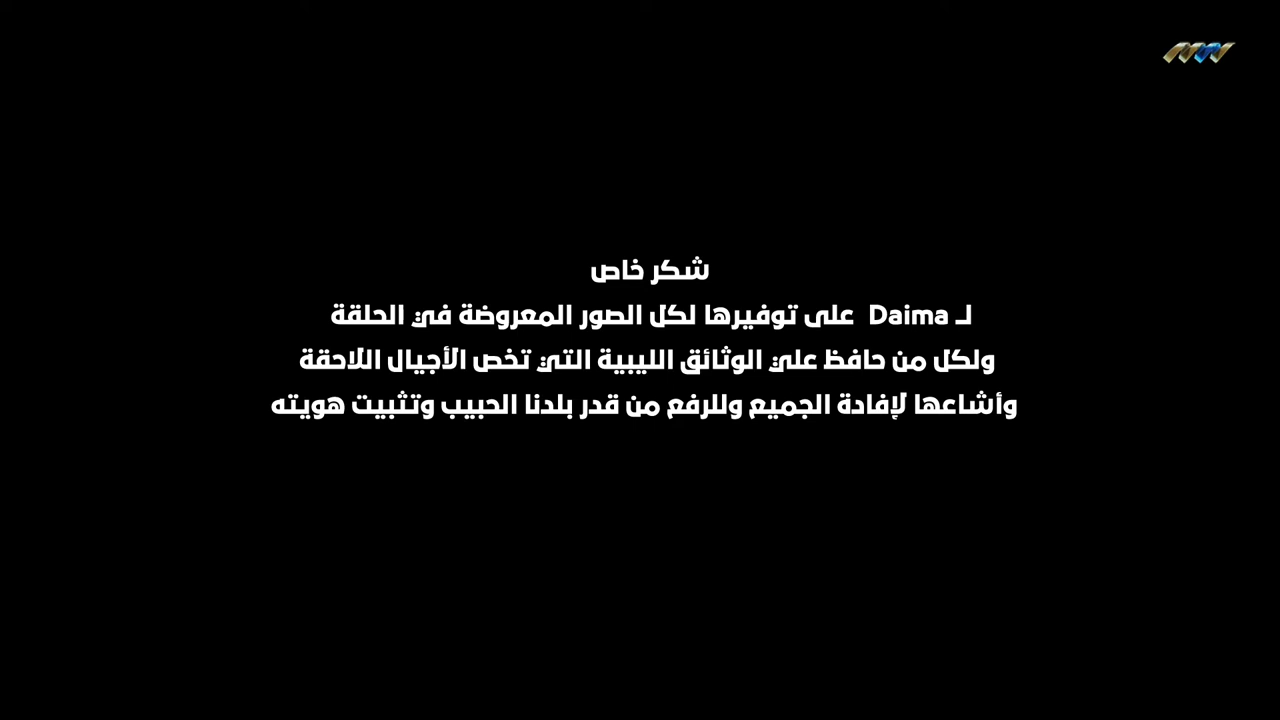 شكر خاص
لـ Daima على توفيرها لكل الصور المعروضة في الحلقة
ولكل من حافظ علي الوثائق الليبية التي تخص الأجيال اللاحقة
وأشاعها لإفادة الجميع وللرفع من قدر بلدنا الحبيب وتثبيت هويته